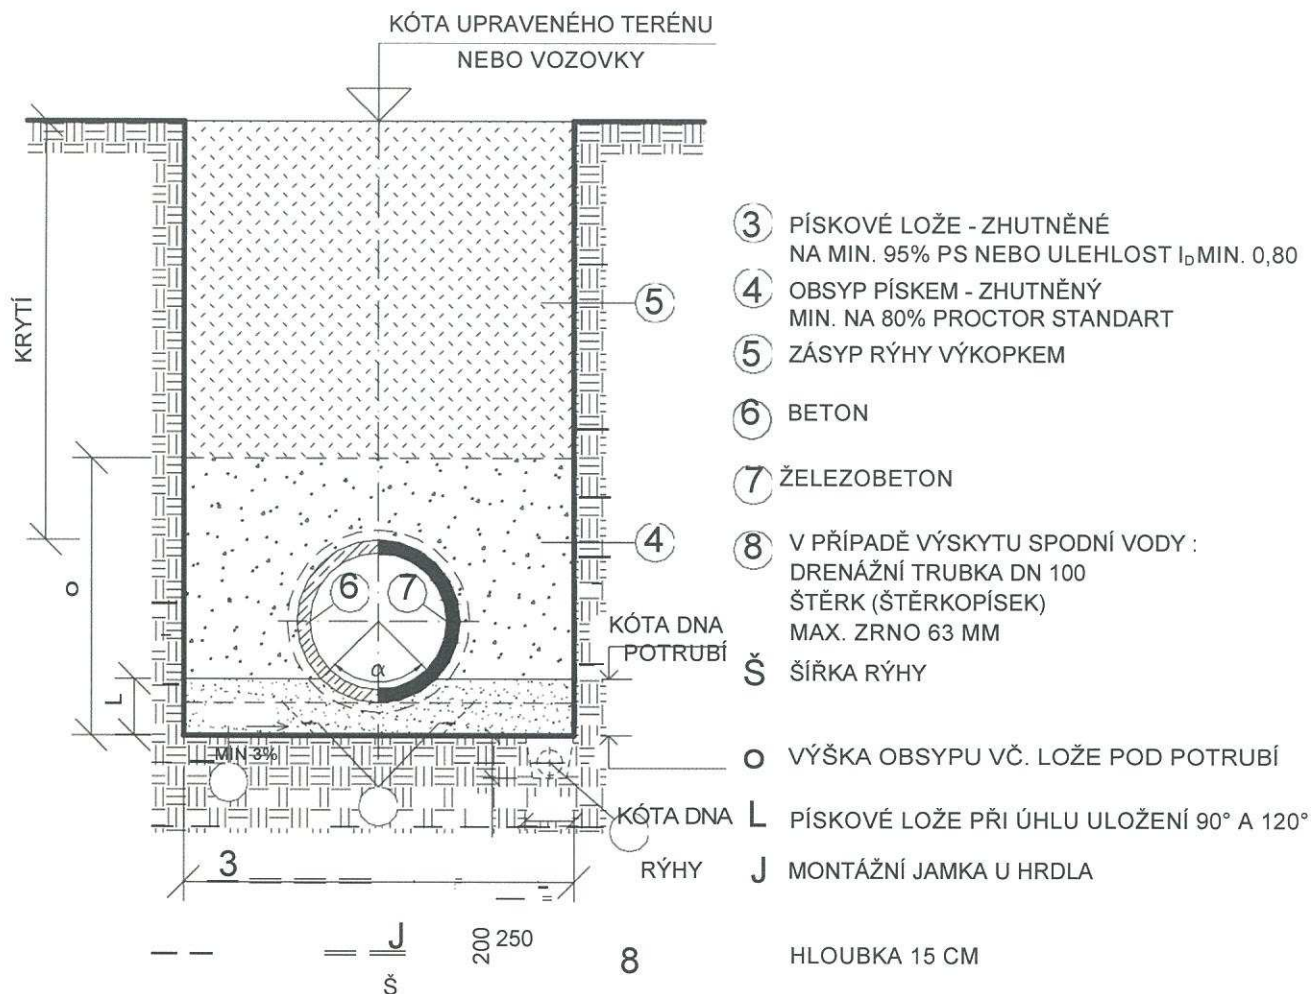 KÓTA UPRAVENÉHO TERÉNU
NEBO VOZOVKY
KRYTÍ
O
L
5
4
6
7
α
KÓTA DNA
POTRUBÍ
MIN 3%
KÓTA DNA
RÝHY
3
J
200
250
8
Š
3 PÍSKOVÉ LOŽE - ZHUTNĚNÉ
NA MIN. 95% PS NEBO ULEHLOST IDMIN. 0,80
4 OBSYP PÍSKEM - ZHUTNĚNÝ
MIN. NA 80% PROCTOR STANDART
5 ZÁSYP RÝHY VÝKOPKEM
6 BETON
7 ŽELEZOBETON
8 V PŘÍPADĚ VÝSKYTU SPODNÍ VODY :
DRENÁŽNÍ TRUBKA DN 100
ŠTĚRK (ŠTĚRKOPÍSEK)
MAX. ZRNO 63 MM
Š ŠÍŘKA RÝHY
O VÝŠKA OBSYPU VČ. LOŽE POD POTRUBÍ
L PÍSKOVÉ LOŽE PŘI ÚHLU ULOŽENÍ 90° A 120°
J MONTÁŽNÍ JAMKA U HRDLA
HLOUBKA 15 CM